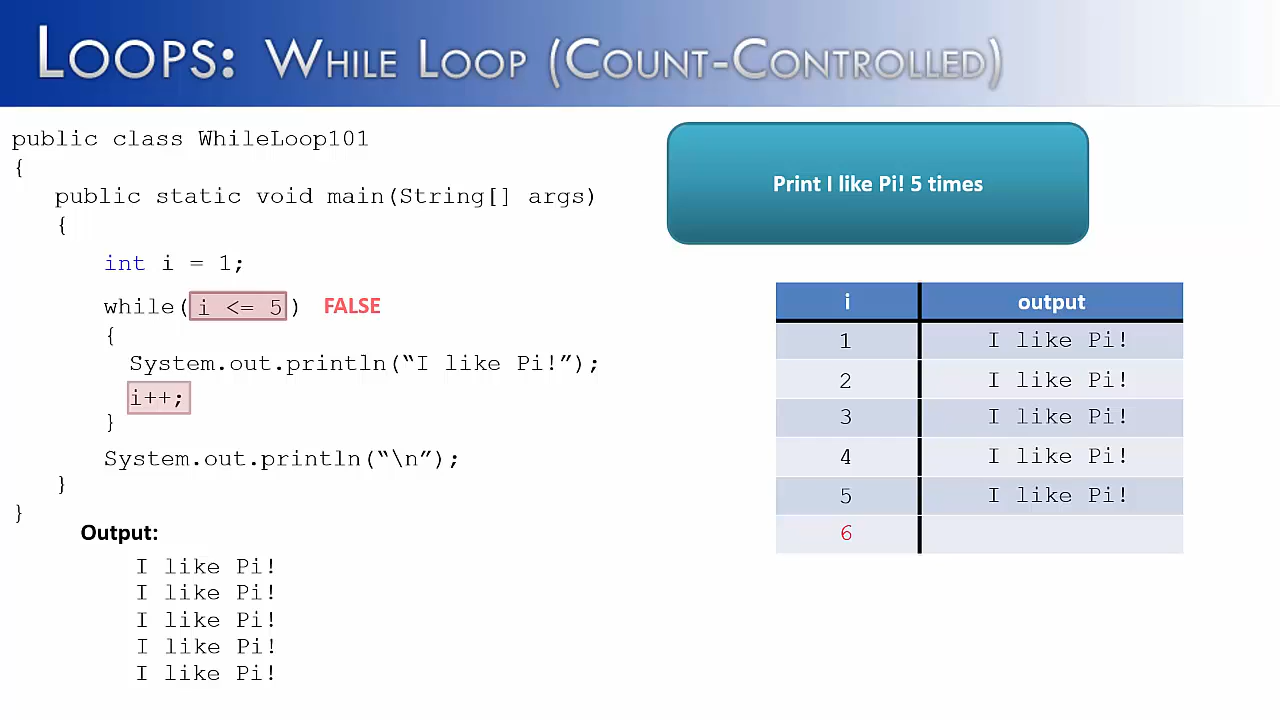 LOOPS: WHILE LOOP (COUNT-CONTROLLED)
public class WhileLoop101
{
public static void main(String[] args)
{
int i = 1;
while( i <= 5 ) FALSE
{
System.out.println(“I like Pi!”);
i++;
}
System.out.println(“\n”);
}
}
Output:
I like Pi!
I like Pi!
I like Pi!
I like Pi!
I like Pi!
Print I like Pi! 5 times
i output
1 I like Pi!
2 I like Pi!
3 I like Pi!
4 I like Pi!
5 I like Pi!
6